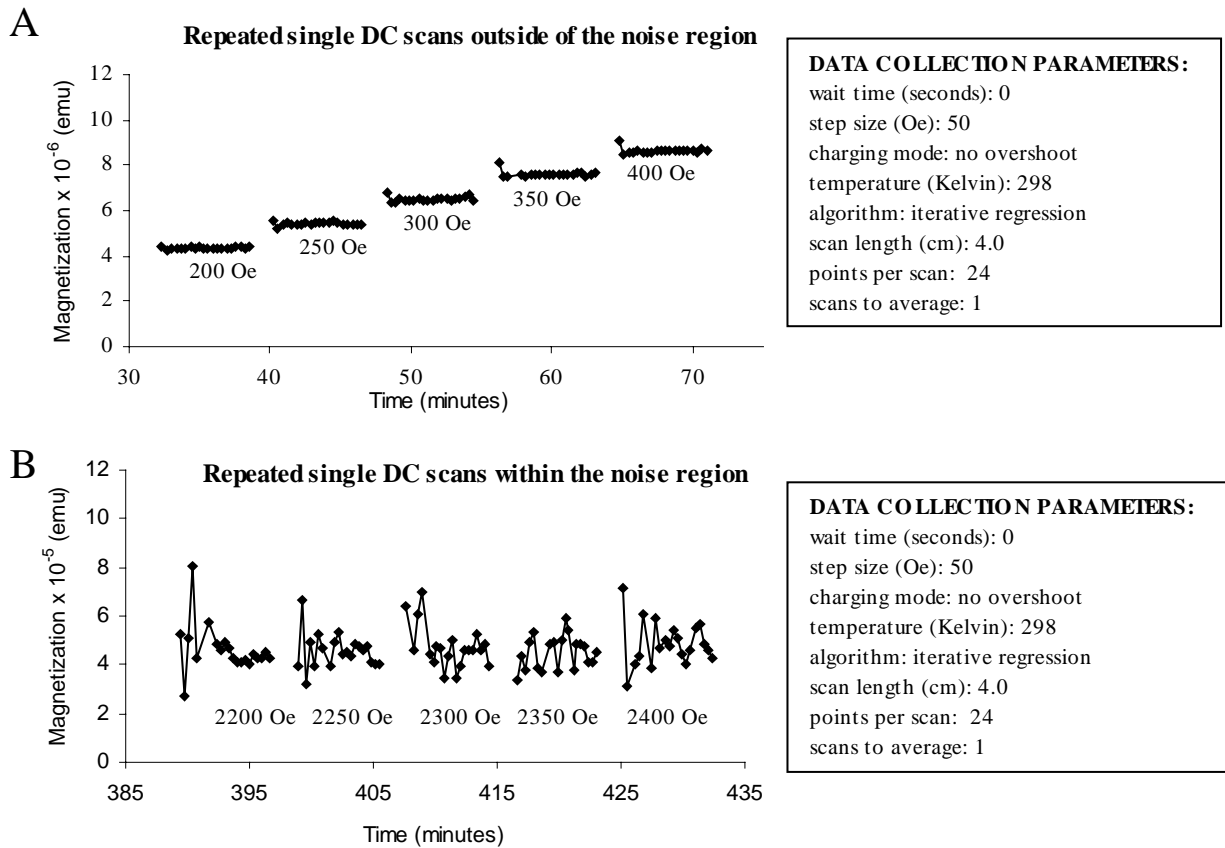 A
Repeated single DC scans outside of the noise region
Magnetization x 10⁻⁶ (emu)
12
10
8
6
4
2
0
200 Oe
250 Oe
300 Oe
350 Oe
400 Oe
30
40
50
60
70
Time (minutes)
DATA COLLECTION PARAMETERS:
wait time (seconds): 0
step size (Oe): 50
charging mode: no overshoot
temperature (Kelvin): 298
algorithm: iterative regression
scan length (cm): 4.0
points per scan: 24
scans to average: 1
B
Repeated single DC scans within the noise region
Magnetization x 10⁻⁵ (emu)
12
10
8
6
4
2
0
2200 Oe
2250 Oe
2300 Oe
2350 Oe
2400 Oe
385
395
405
415
425
435
Time (minutes)
DATA COLLECTION PARAMETERS:
wait time (seconds): 0
step size (Oe): 50
charging mode: no overshoot
temperature (Kelvin): 298
algorithm: iterative regression
scan length (cm): 4.0
points per scan: 24
scans to average: 1